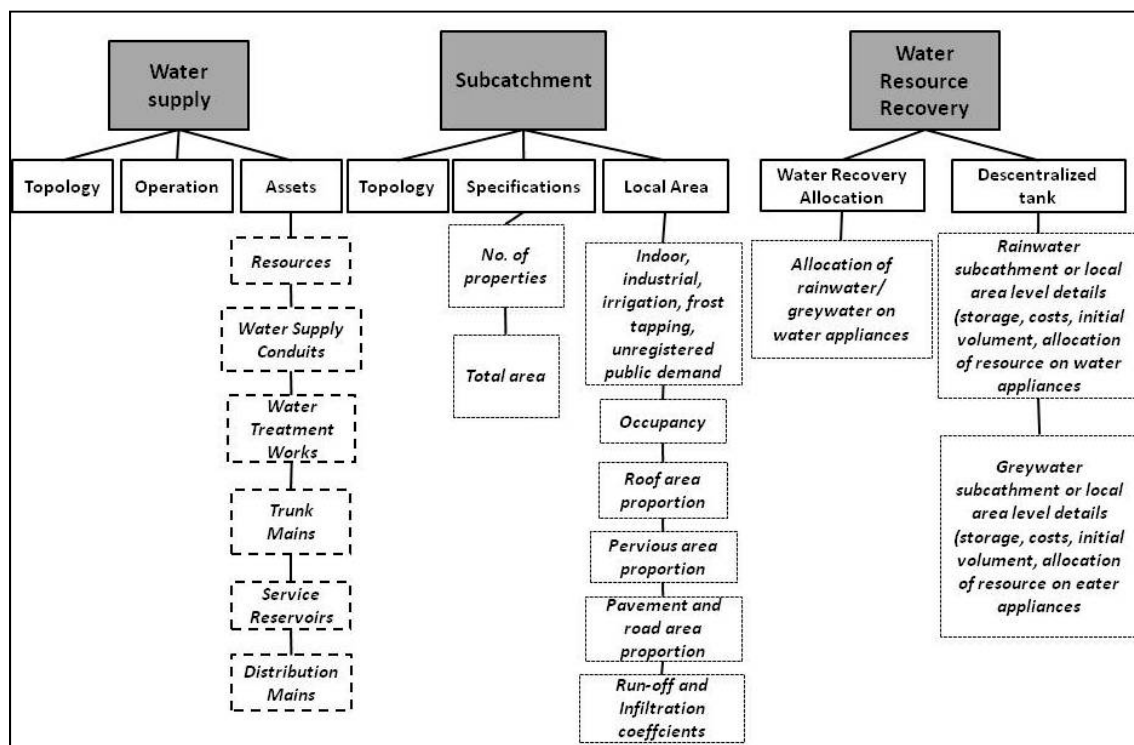 Water
supply
Subcatchment
Water
Resource
Recovery
Topology
Operation
Assets
Topology
Specifications
Local Area
Water Recovery
Allocation
Descentralized
tank
Resources
Water Supply
Conduits
Water
Treatment
Works
Trunk
Mains
Service
Reservoirs
Distribution
Mains
No. of
properties
Total area
Indoor,
industrial,
irrigation, frost
tapping,
unregistered
public demand
Occupancy
Roof area
proportion
Pervious area
proportion
Pavement and
road area
proportion
Run-off and
Infiltration
coeffcients
Allocation of
rainwater/
greywater on
water appliances
Rainwater
subcathment or local
area level details
(storage, costs, initial
volument, allocation
of resource on water
appliances
Greywater
subcathment or local
area level details
(storage, costs, initial
volument, allocation
of resource on eater
appliances